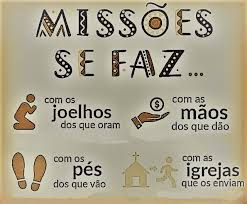 MISSÕES
SE FAZ...
com os
joelhos
dos que oram
com as
mãos
dos que dão
com os
pés
dos que vão
com as
igrejas
que os enviam